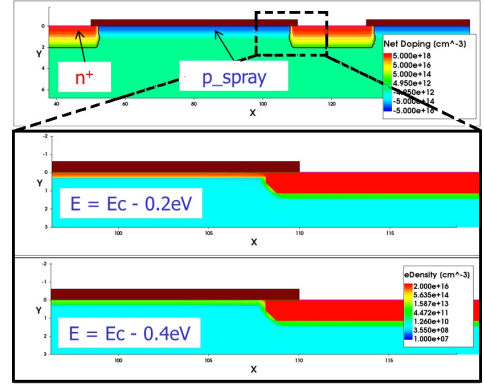 0
2
4
6
Y
40
60
80
100
120
X
n+
p_spray
Net Doping (cm^-3)
5.000e+18
5.000e+16
5.000e+14
4.950e+12
-4.950e+12
-5.000e+14
-5.000e+16
-2
-1
0
1
2
3
Y
100
105
110
115
X
E = Ec - 0.2eV
-2
-1
0
1
2
3
Y
100
105
110
115
X
E = Ec - 0.4eV
eDensity (cm^-3)
2.000e+16
5.635e+14
1.587e+13
4.472e+11
1.260e+10
3.550e+08
1.000e+07